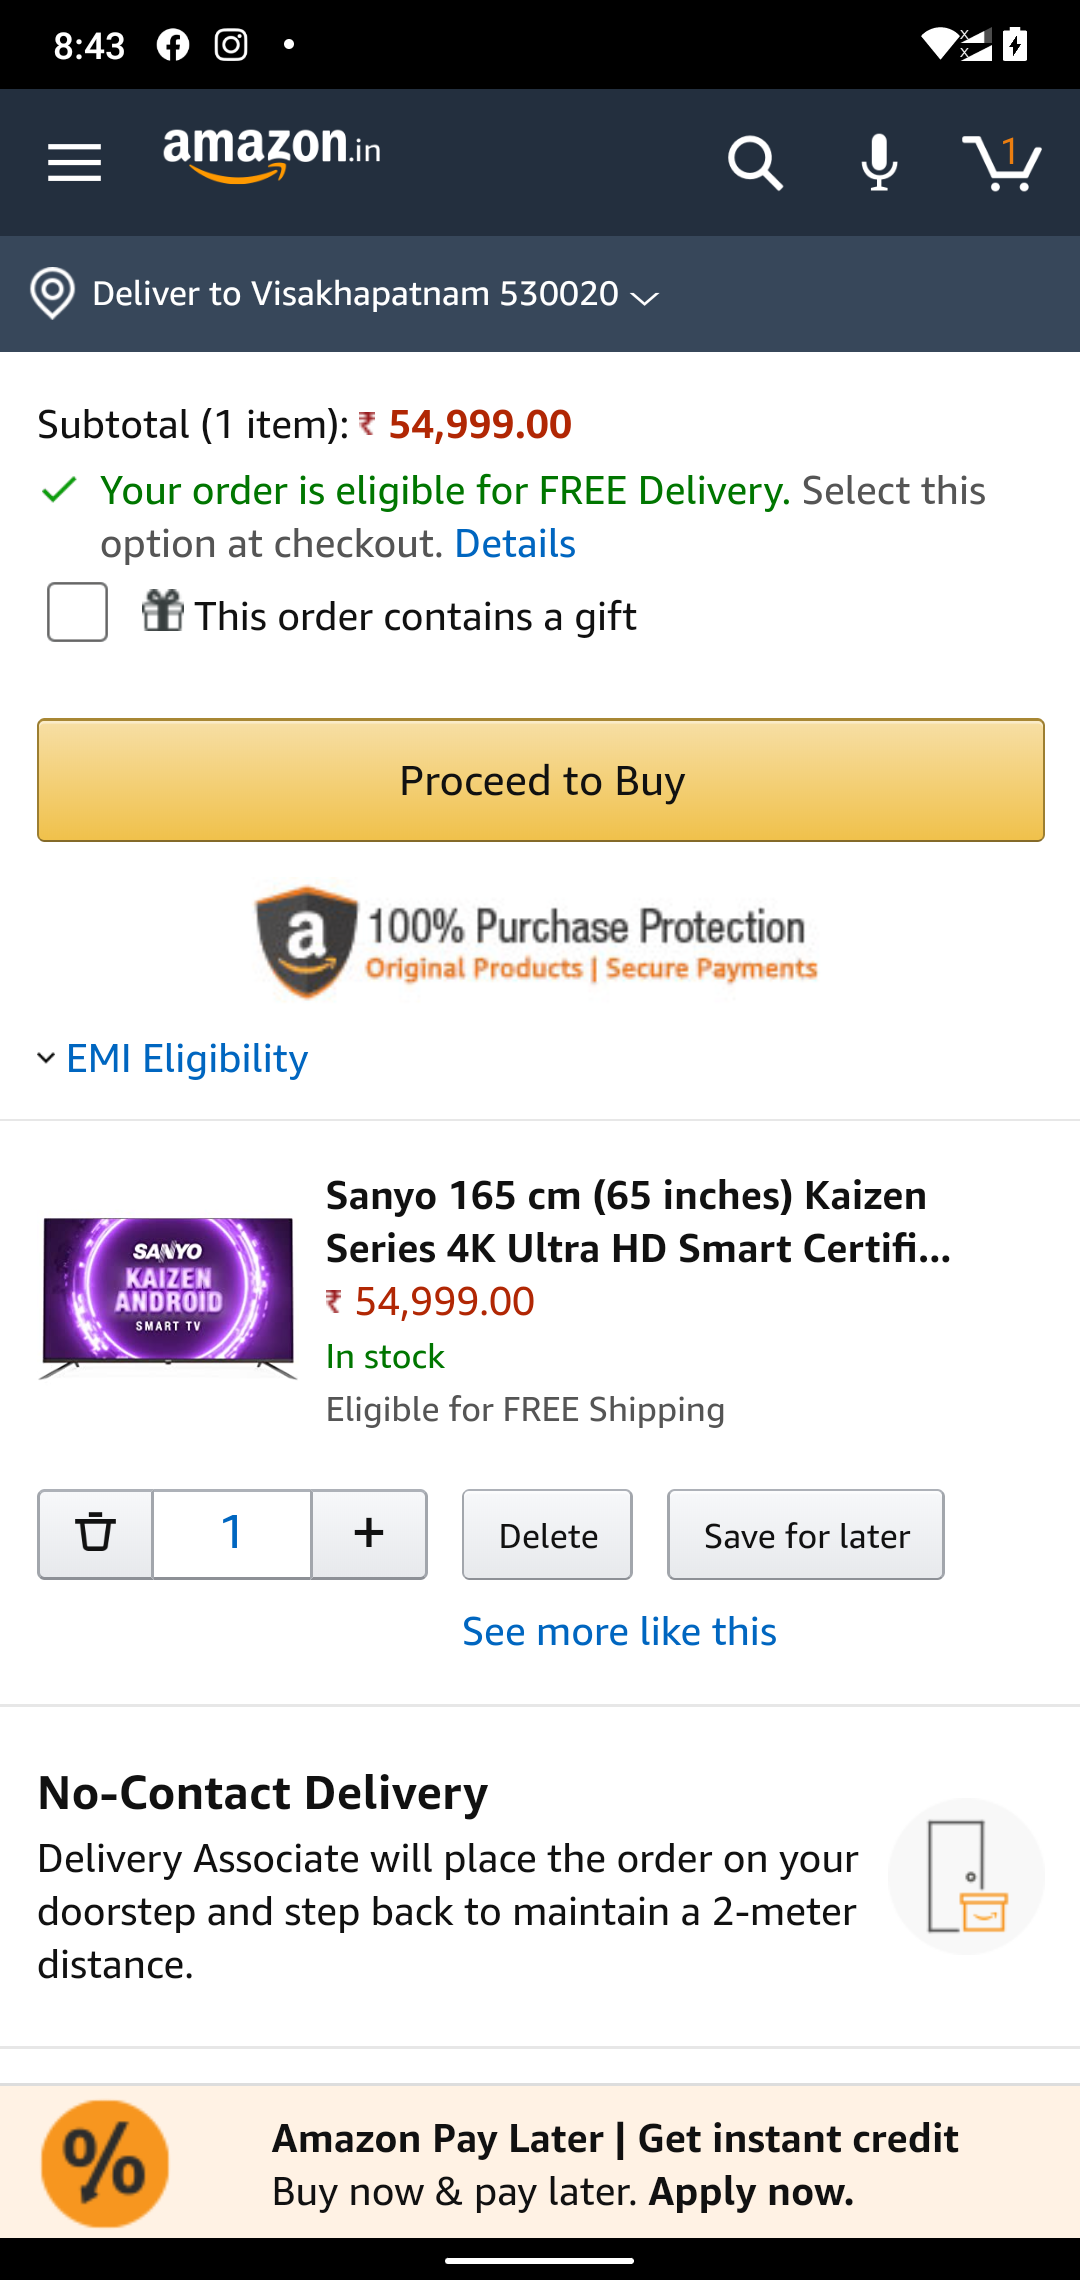 8:43
amazon.in
1
Deliver to Visakhapatnam 530020
Subtotal (1 item): ₹ 54,999.00
Your order is eligible for FREE Delivery. Select this
option at checkout. Details
This order contains a gift
Proceed to Buy
a 100% Purchase Protection
Original Products | Secure Payments
EMI Eligibility
Sanyo 165 cm (65 inches) Kaizen
Series 4K Ultra HD Smart Certifi...
₹ 54,999.00
In stock
Eligible for FREE Shipping
SANYO
KAIZEN
ANDROID
SMART TV
1 + Delete Save for later
See more like this
No-Contact Delivery
Delivery Associate will place the order on your
doorstep and step back to maintain a 2-meter
distance.
% Amazon Pay Later | Get instant credit
Buy now & pay later. Apply now.